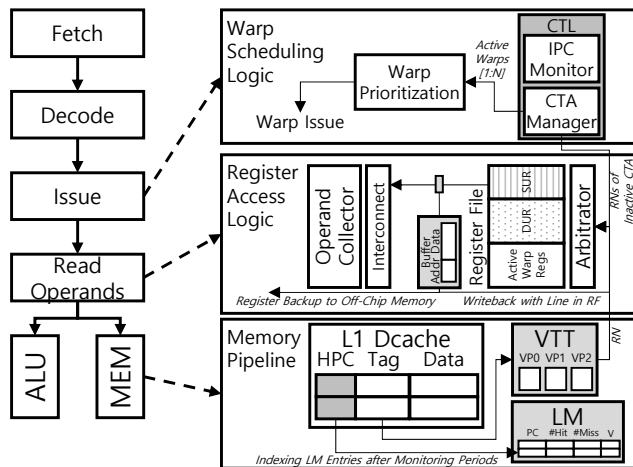 Fetch
Decode
Issue
Read
Operands
ALU
MEM
Warp
Scheduling
Logic
Warp
Prioritization
Warp Issue
Active
Warps
[1:N]
CTL
IPC
Monitor
CTA
Manager
Register
Access
Logic
Operand
Collector
Interconnect
Buffer
Addr Data
Register File
SUR
DUR
Active
Warp
Regs
Arbitrator
RNs of
Inactive CTA
Register Backup to Off-Chip Memory
Writeback with Line in RF
Memory
Pipeline
L1 Dcache
HPC Tag Data
VTT
VP0 VP1 VP2
RN
LM
PC #Hit #Miss V
Indexing LM Entries after Monitoring Periods